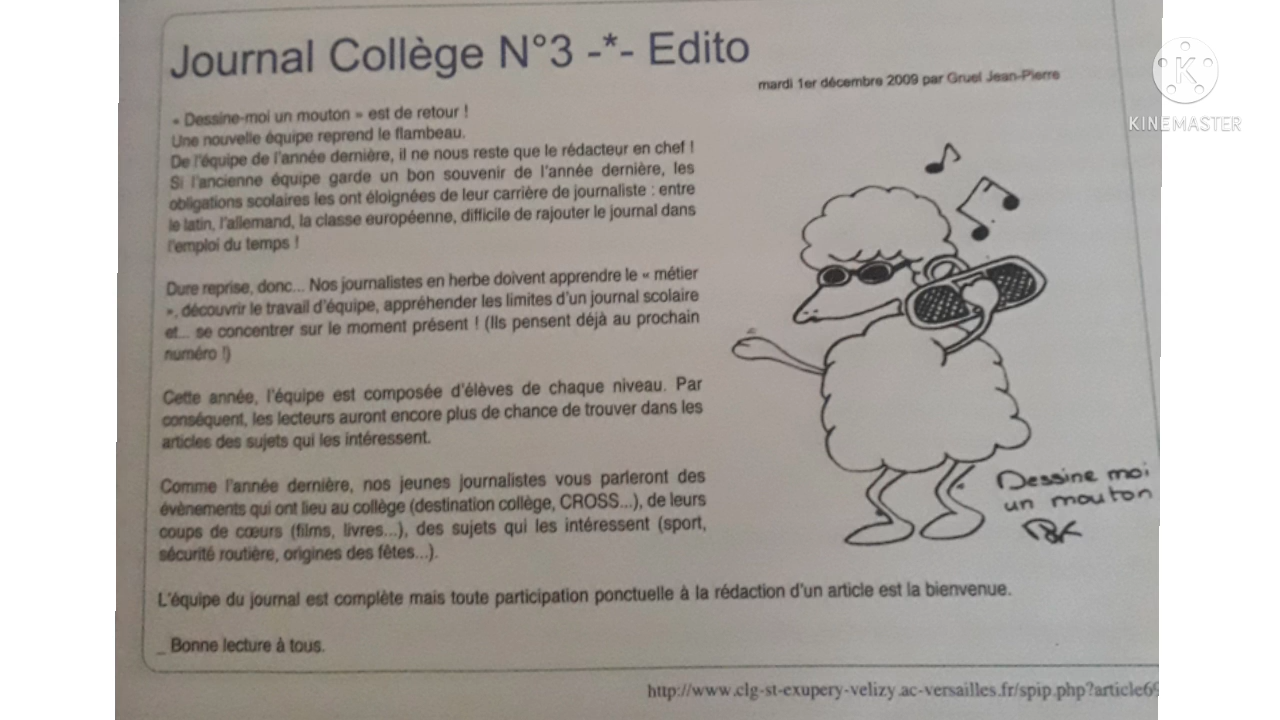 Journal Collège N°3 -*- Edito
mardi 1er décembre 2009 par Gruel Jean-Pierre
« Dessine-moi un mouton » est de retour !
Une nouvelle équipe reprend le flambeau.
De l'équipe de l'année dernière, il ne nous reste que le rédacteur en chef !
Si l'ancienne équipe garde un bon souvenir de l'année dernière, les
obligations scolaires les ont éloignées de leur carrière de journaliste : entre
le latin, l'allemand, la classe européenne, difficile de rajouter le journal dans
l'emploi du temps !
Dure reprise, donc... Nos journalistes en herbe doivent apprendre le « métier
», découvrir le travail d'équipe, appréhender les limites d'un journal scolaire
et... se concentrer sur le moment présent ! (Ils pensent déjà au prochain
numéro !)
Cette année, l'équipe est composée d'élèves de chaque niveau. Par
conséquent, les lecteurs auront encore plus de chance de trouver dans les
articles des sujets qui les intéressent.
Comme l'année dernière, nos jeunes journalistes vous parleront des
évènements qui ont lieu au collège (destination collège, CROSS...), de leurs
coups de cœurs (films, livres...), des sujets qui les intéressent (sport,
sécurité routière, origines des fêtes...).
L'équipe du journal est complète mais toute participation ponctuelle à la rédaction d'un article est la bienvenue.
_ Bonne lecture à tous.
Dessine moi
un mouton
http://www.clg-st-exupery-velizy.ac-versailles.fr/spip.php?article69
K
KINEMASTER